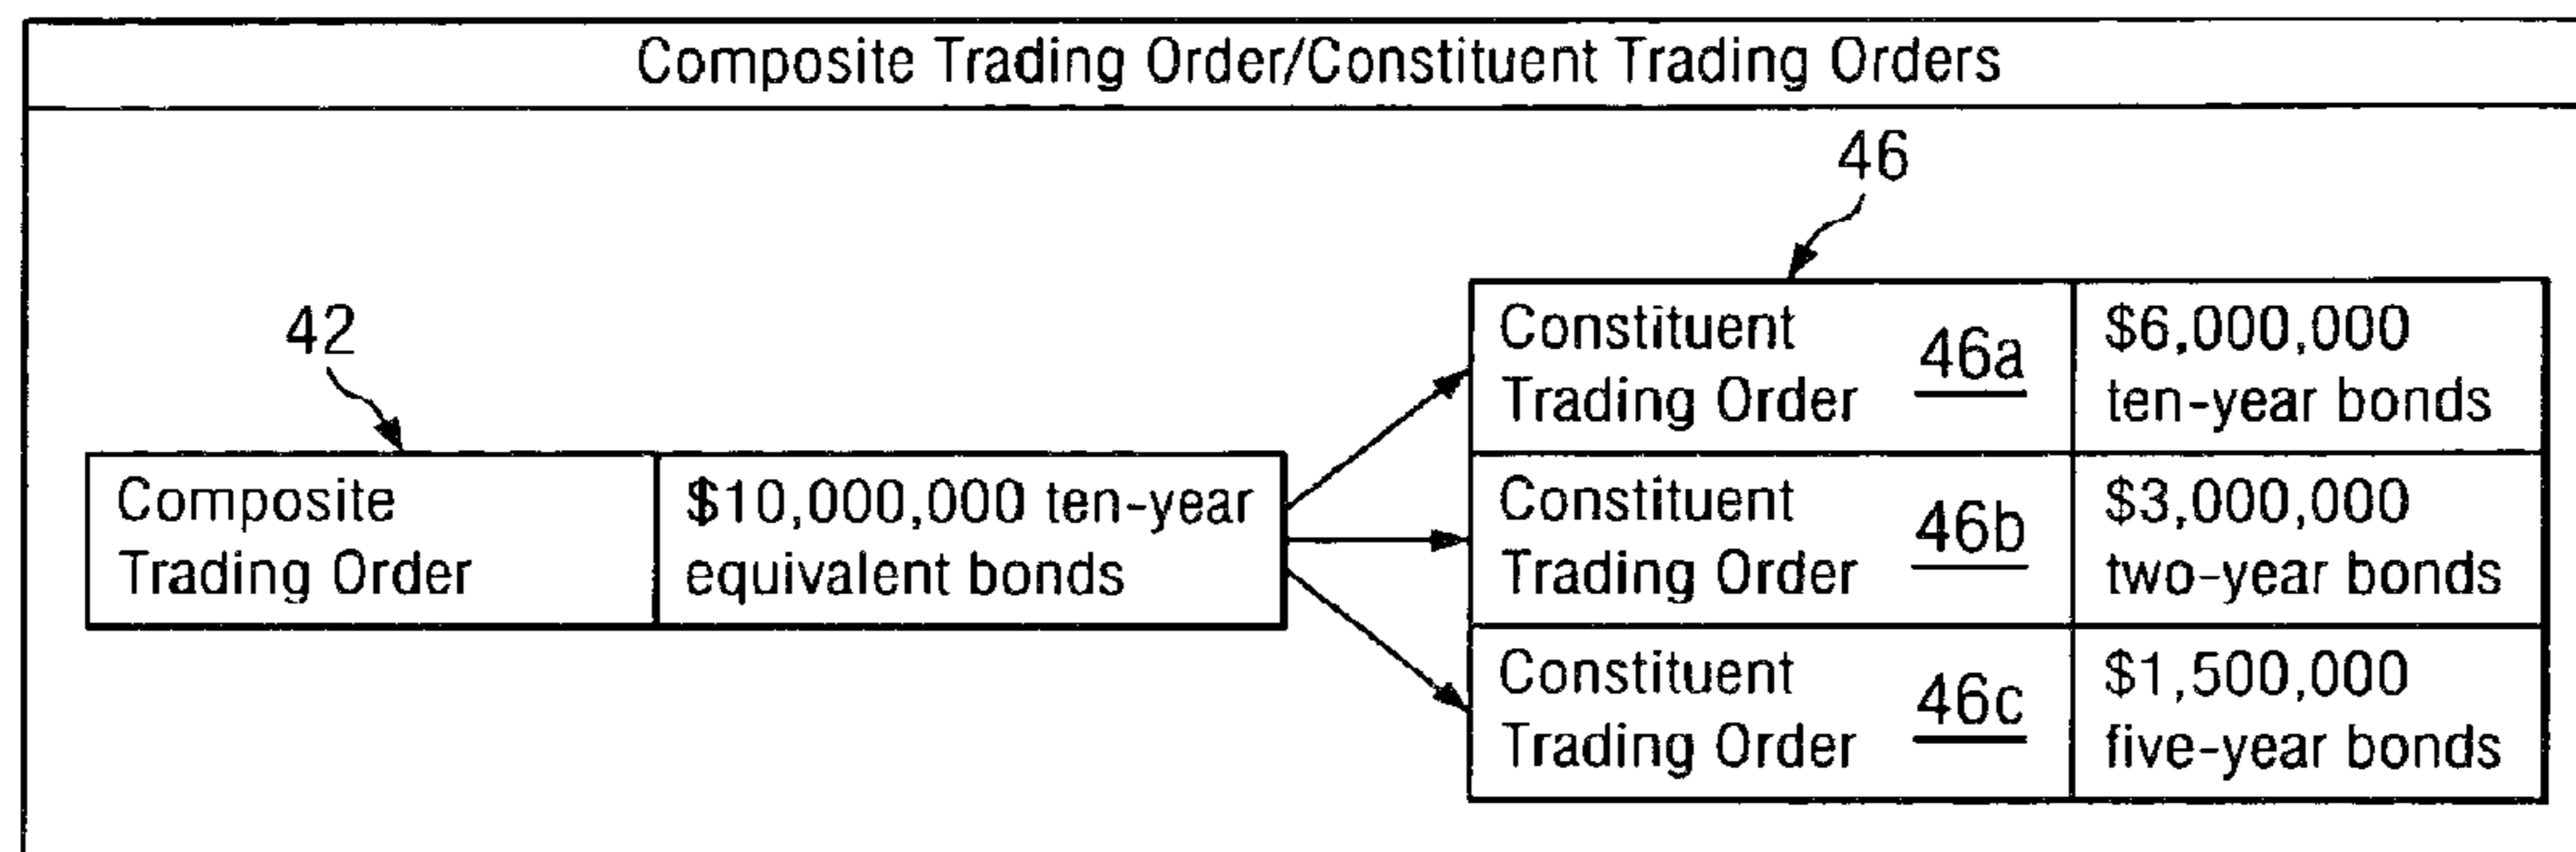 Composite Trading Order/Constituent Trading Orders
46
42
Composite
Trading Order
$10,000,000 ten-year
equivalent bonds
Constituent
Trading Order
46a
$6,000,000
ten-year bonds
Constituent
Trading Order
46b
$3,000,000
two-year bonds
Constituent
Trading Order
46c
$1,500,000
five-year bonds